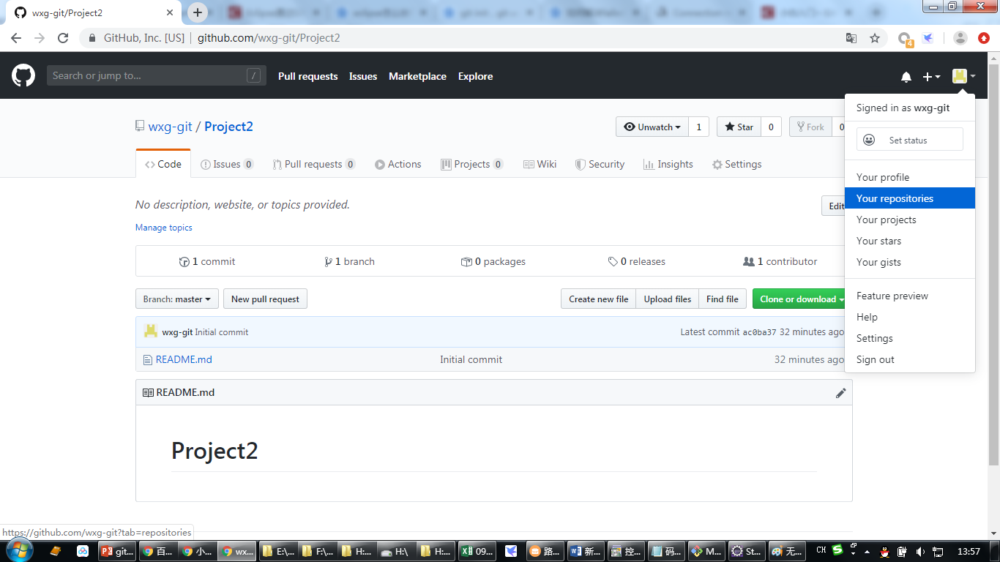 wxg-git/Project2
GitHub, Inc. [US] | github.com/wxg-git/Project2
4
Search or jump to... /
Pull requests Issues Marketplace Explore
Signed in as wxg-git
Set status
Your profile
Your repositories
Your projects
Your stars
Your gists
Feature preview
Help
Settings
Sign out
wxg-git / Project2
Unwatch 1 Star 0 Fork 0
Code Issues 0 Pull requests 0 Actions Projects 0 Wiki Security Insights Settings
No description, website, or topics provided.
Edit
Manage topics
1 commit 1 branch 0 packages 0 releases 1 contributor
Branch: master New pull request Create new file Upload files Find file Clone or download
wxg-git Initial commit Latest commit ac0ba37 32 minutes ago
README.md Initial commit 32 minutes ago
README.md
Project2
https://github.com/wxg-git?tab=repositories
git... 百... 小... wx... E:\... F:\... H:... H:\ H:... 09... 路... 新... 控... 码... M... St... 无... CH 13:57